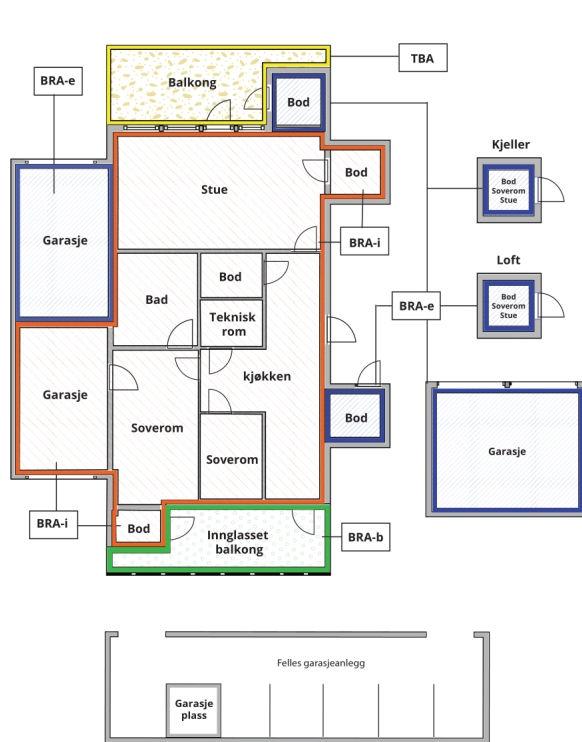 TBA
BRA-e
Balkong
Bod
Kjeller
Bod
Bod
Soverom
Stue
Stue
Garasje
BRA-i
Loft
Bod
Bad
Teknisk
rom
Bod
Soverom
Stue
BRA-e
kjøkken
Garasje
Soverom
Bod
Soverom
Garasje
BRA-i
Bod
Innglasset
balkong
BRA-b
Felles garasjeanlegg
Garasje
plass